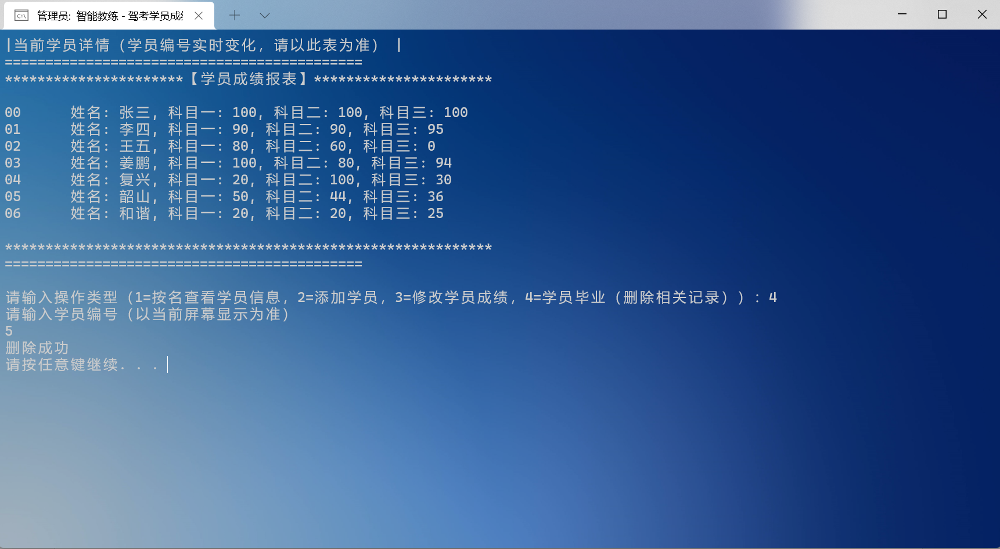 管理员: 智能教练 - 驾考学员成
|当前学员详情（学员编号实时变化，请以此表为准） |
============================================
**********************【学员成绩报表】**********************
00 姓名: 张三, 科目一: 100, 科目二: 100, 科目三: 100
01 姓名: 李四, 科目一: 90, 科目二: 90, 科目三: 95
02 姓名: 王五, 科目一: 80, 科目二: 60, 科目三: 0
03 姓名: 姜鹏, 科目一: 100, 科目二: 80, 科目三: 94
04 姓名: 复兴, 科目一: 20, 科目二: 100, 科目三: 30
05 姓名: 韶山, 科目一: 50, 科目二: 44, 科目三: 36
06 姓名: 和谐, 科目一: 20, 科目二: 20, 科目三: 25
************************************************************
============================================
请输入操作类型（1=按名查看学员信息，2=添加学员，3=修改学员成绩，4=学员毕业（删除相关记录））：4
请输入学员编号（以当前屏幕显示为准）
5
删除成功
请按任意键继续. . .